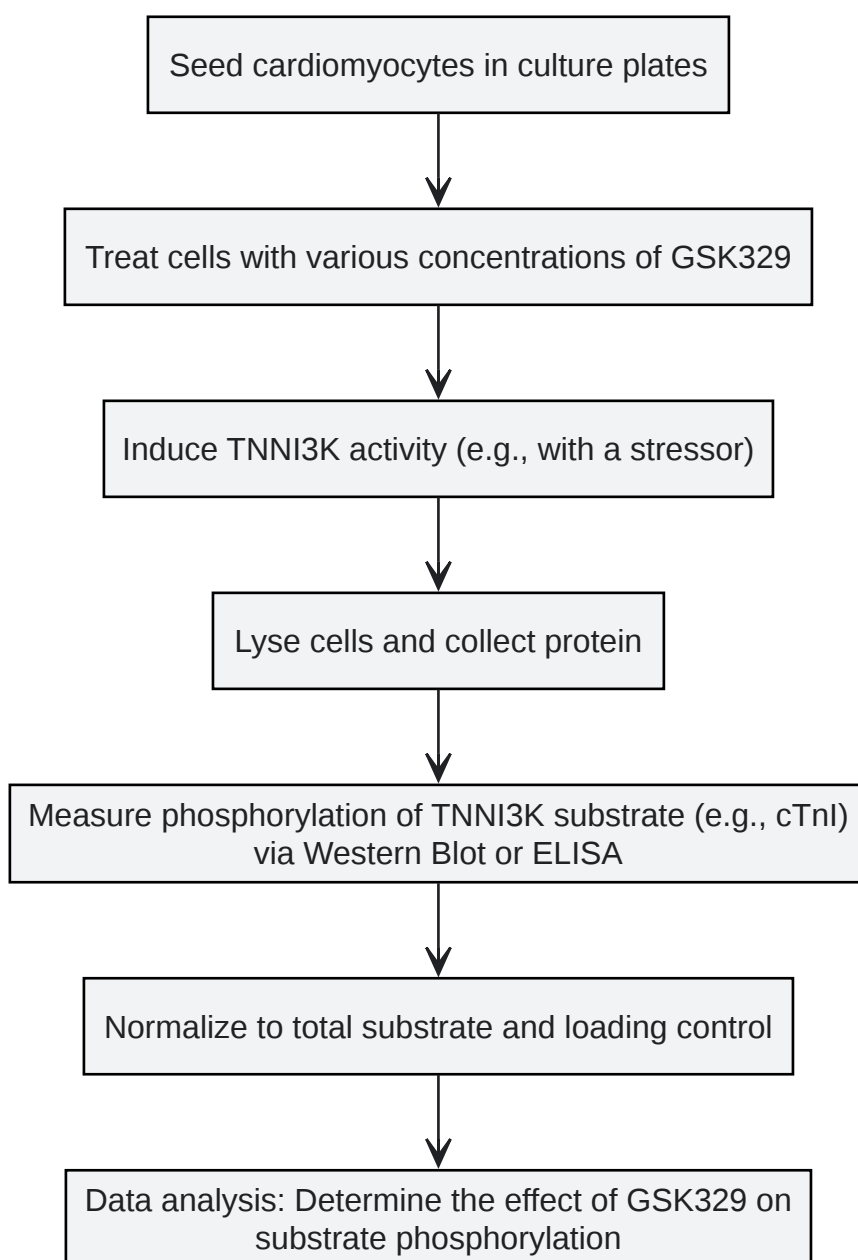 Seed cardiomyocytes in culture plates
Treat cells with various concentrations of GSK329
Induce TNNI3K activity (e.g., with a stressor)
Lyse cells and collect protein
Measure phosphorylation of TNNI3K substrate (e.g., cTnI)
via Western Blot or ELISA
Normalize to total substrate and loading control
Data analysis: Determine the effect of GSK329 on
substrate phosphorylation